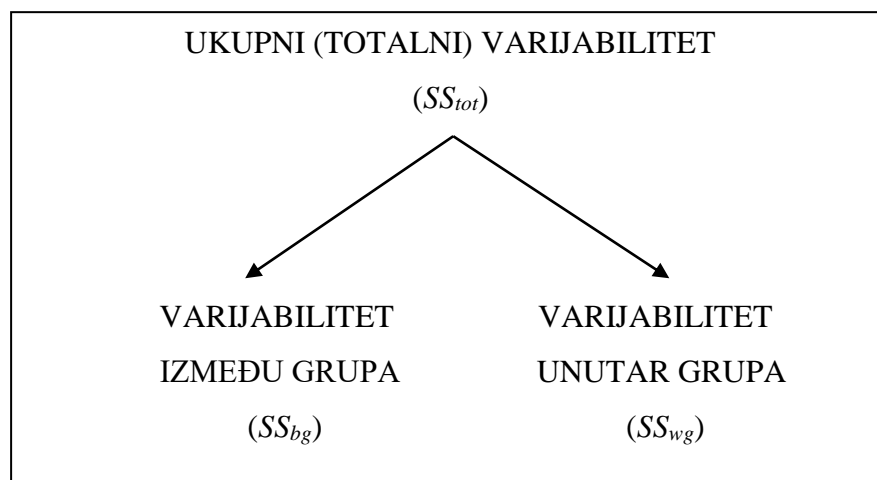 UKUPNI (TOTALNI) VARIJABILITET
(SStot)
VARIJABILITET
IZMEĐU GRUPA
(SSbg)
VARIJABILITET
UNUTAR GRUPA
(SSwg)